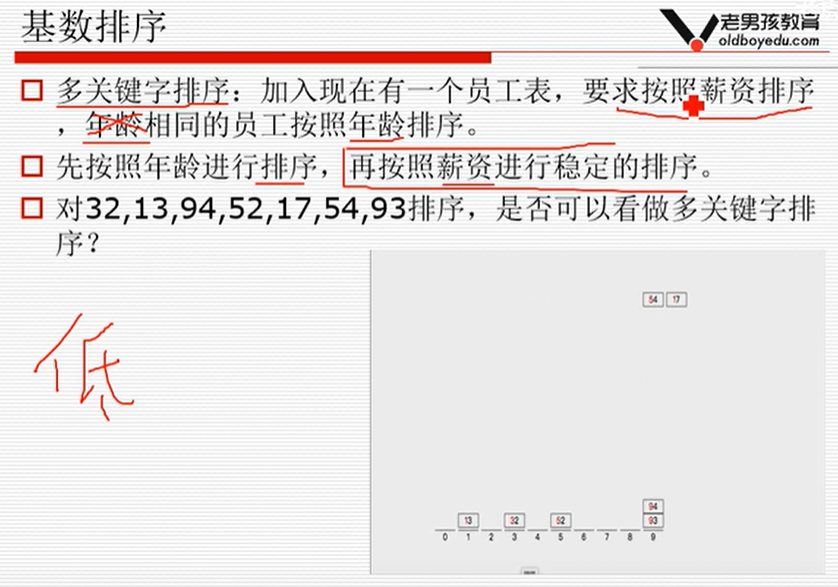 基数排序
老男孩教育
oldboyedu.com
多关键字排序：加入现在有一个员工表，要求按照薪资排序
，年龄相同的员工按照年龄排序。
先按照年龄进行排序，再按照薪资进行稳定的排序。
对32,13,94,52,17,54,93排序，是否可以看做多关键字排
序？
54 17
低
94
13 32 52 93
0 1 2 3 4 5 6 7 8 9